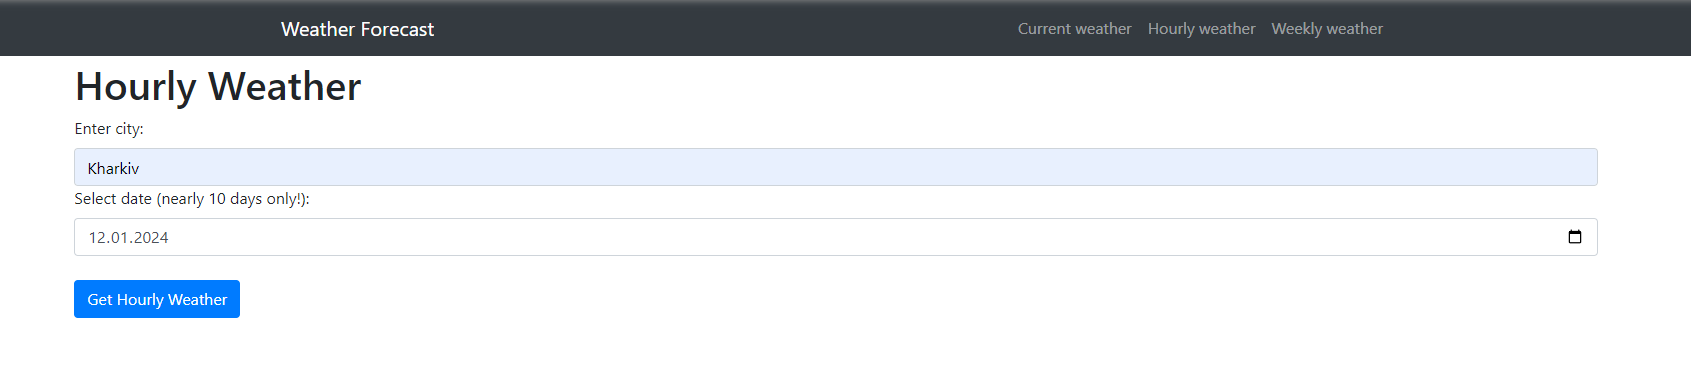 Weather Forecast Current weather Hourly weather Weekly weather
Hourly Weather
Enter city:
Kharkiv
Select date (nearly 10 days only!):
12.01.2024
Get Hourly Weather